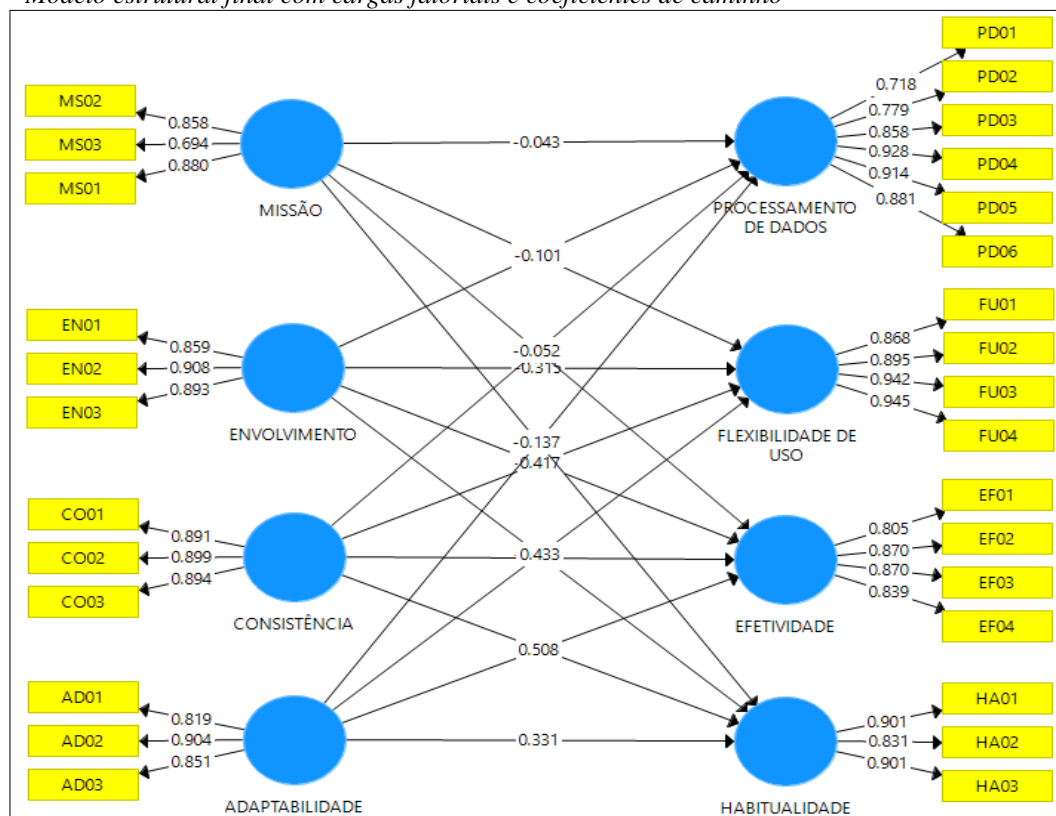 Modelo estrutural final com cargas fatoriais e coeficientes de caminho
MS02
MS03
MS01
0.858
0.694
0.880
MISSÃO
EN01
EN02
EN03
0.859
0.908
0.893
ENVOLVIMENTO
CO01
CO02
CO03
0.891
0.899
0.894
CONSISTÊNCIA
AD01
AD02
AD03
0.819
0.904
0.851
ADAPTABILIDADE
-0.043
-0.101
-0.052
-0.315
-0.137
-0.417
0.433
0.508
0.331
PROCESSAMENTO
DE DADOS
0.718
0.779
0.858
0.928
0.914
0.881
PD01
PD02
PD03
PD04
PD05
PD06
FLEXIBILIDADE DE
USO
0.868
0.895
0.942
0.945
FU01
FU02
FU03
FU04
EFETIVIDADE
0.805
0.870
0.870
0.839
EF01
EF02
EF03
EF04
HABITUALIDADE
0.901
0.831
0.901
HA01
HA02
HA03